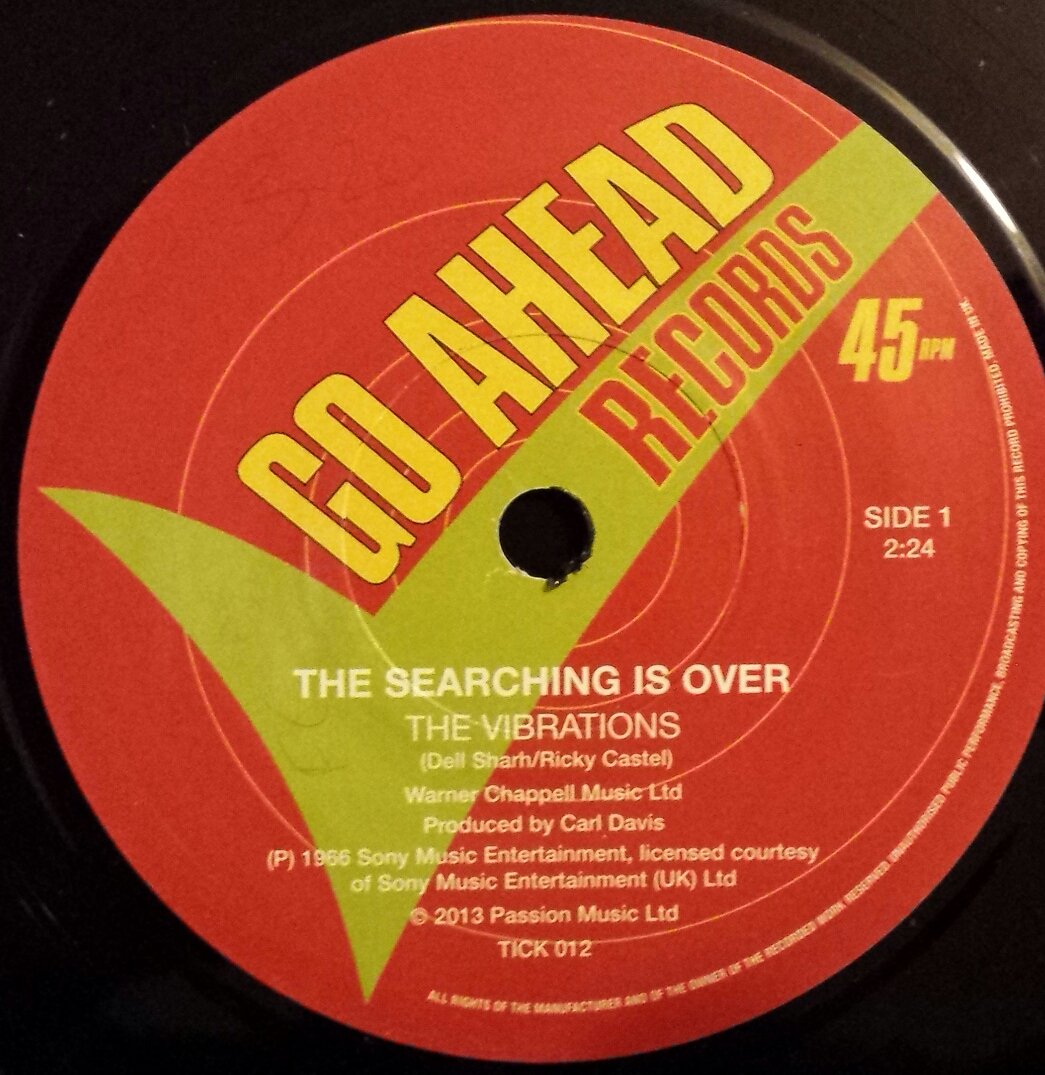 GO AHEAD
RECORDS
45 RPM
SIDE 1
2:24
THE SEARCHING IS OVER
THE VIBRATIONS
(Dell Sharh/Ricky Castel)
Warner Chappell Music Ltd
Produced by Carl Davis
(P) 1966 Sony Music Entertainment, licensed courtesy
of Sony Music Entertainment (UK) Ltd
© 2013 Passion Music Ltd
TICK 012
ALL RIGHTS OF THE MANUFACTURER AND OF THE OWNER OF THE RECORDED WORK RESERVED. UNAUTHORISED PUBLIC PERFORMANCE, BROADCASTING AND COPYING OF THIS RECORD PROHIBITED. MADE IN UK.